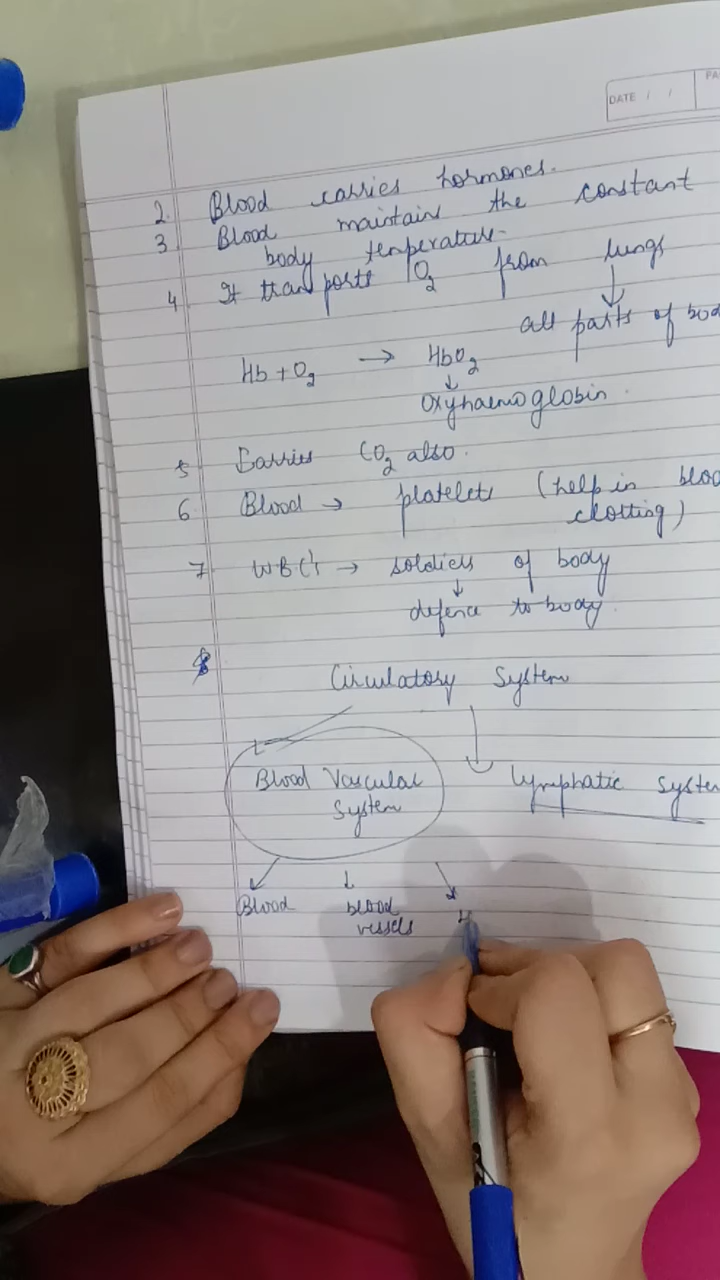 DATE / /
PA
2. Blood carries hormones.
3 Blood maintain the constant
body temperature.
4 It transports O2 from lungs
↓
all parts of bod
Hb + O2 → HbO2
↓
Oxyhaemoglobin.
5 Carries CO2 also.
6 Blood → platelets (help in bloo
clotting)
7 WBC's → soldiers of body
↓
defence to body.
8
Circulatory System
Blood Vascular System
Lymphatic system
Blood
blood vessels